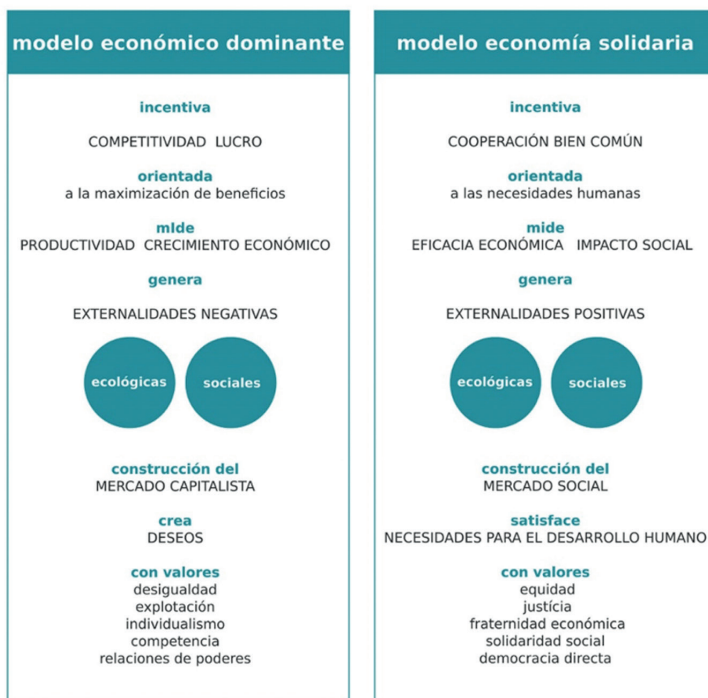 modelo económico dominante
incentiva
COMPETITIVIDAD LUCRO
orientada
a la maximización de beneficios
mIde
PRODUCTIVIDAD CRECIMIENTO ECONÓMICO
genera
EXTERNALIDADES NEGATIVAS
ecológicas
sociales
construcción del
MERCADO CAPITALISTA
crea
DESEOS
con valores
desigualdad
explotación
individualismo
competencia
relaciones de poderes
modelo economía solidaria
incentiva
COOPERACIÓN BIEN COMÚN
orientada
a las necesidades humanas
mide
EFICACIA ECONÓMICA IMPACTO SOCIAL
genera
EXTERNALIDADES POSITIVAS
ecológicas
sociales
construcción del
MERCADO SOCIAL
satisface
NECESIDADES PARA EL DESARROLLO HUMANO
con valores
equidad
justícia
fraternidad económica
solidaridad social
democracia directa